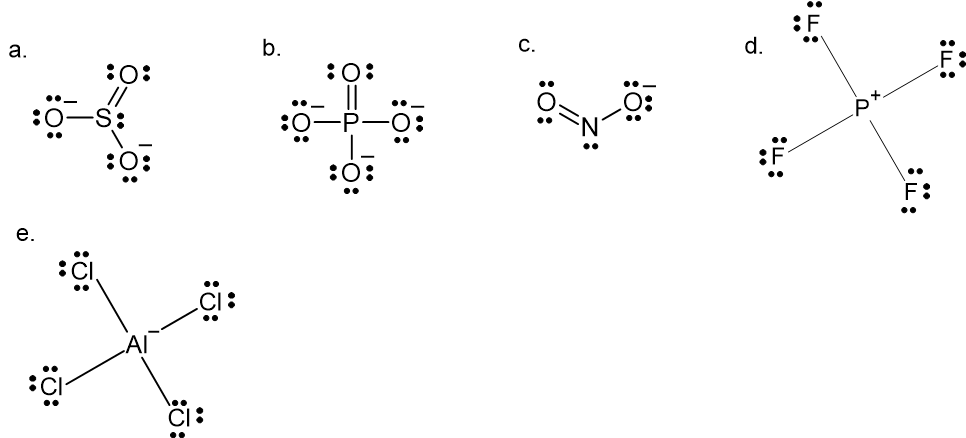 a. b. c. d.
O
S
O⁻
O⁻
O
O⁻ P O⁻
O⁻
O O⁻
N
F
F
P⁺
F
F
e.
Cl
Cl
Al⁻
Cl
Cl